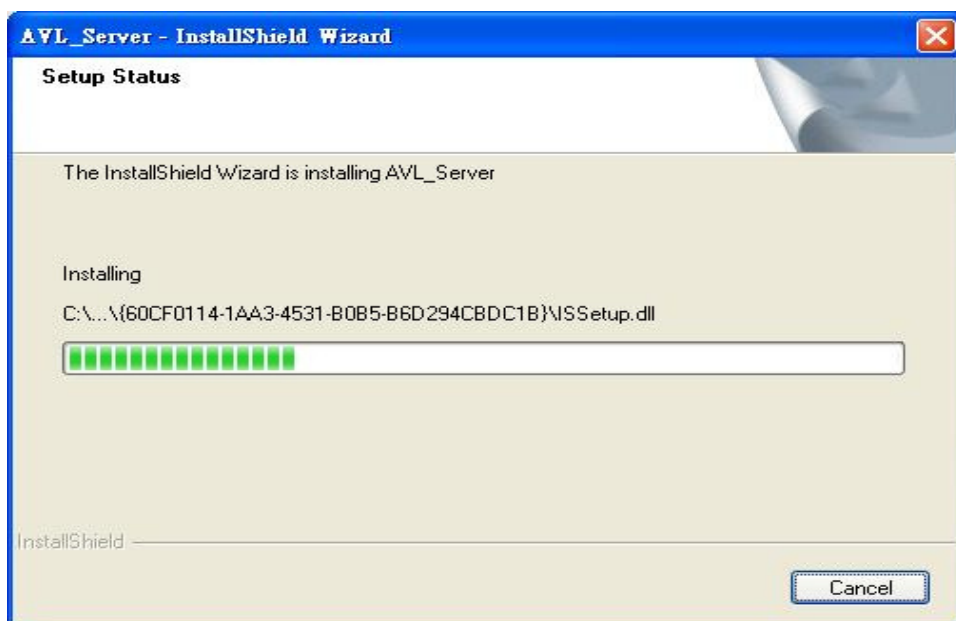 AVL_Server - InstallShield Wizard
Setup Status
The InstallShield Wizard is installing AVL_Server
Installing
C:\...\{60CF0114-1AA3-4531-B0B5-B6D294CBDC1B}\ISSetup.dll
InstallShield
Cancel